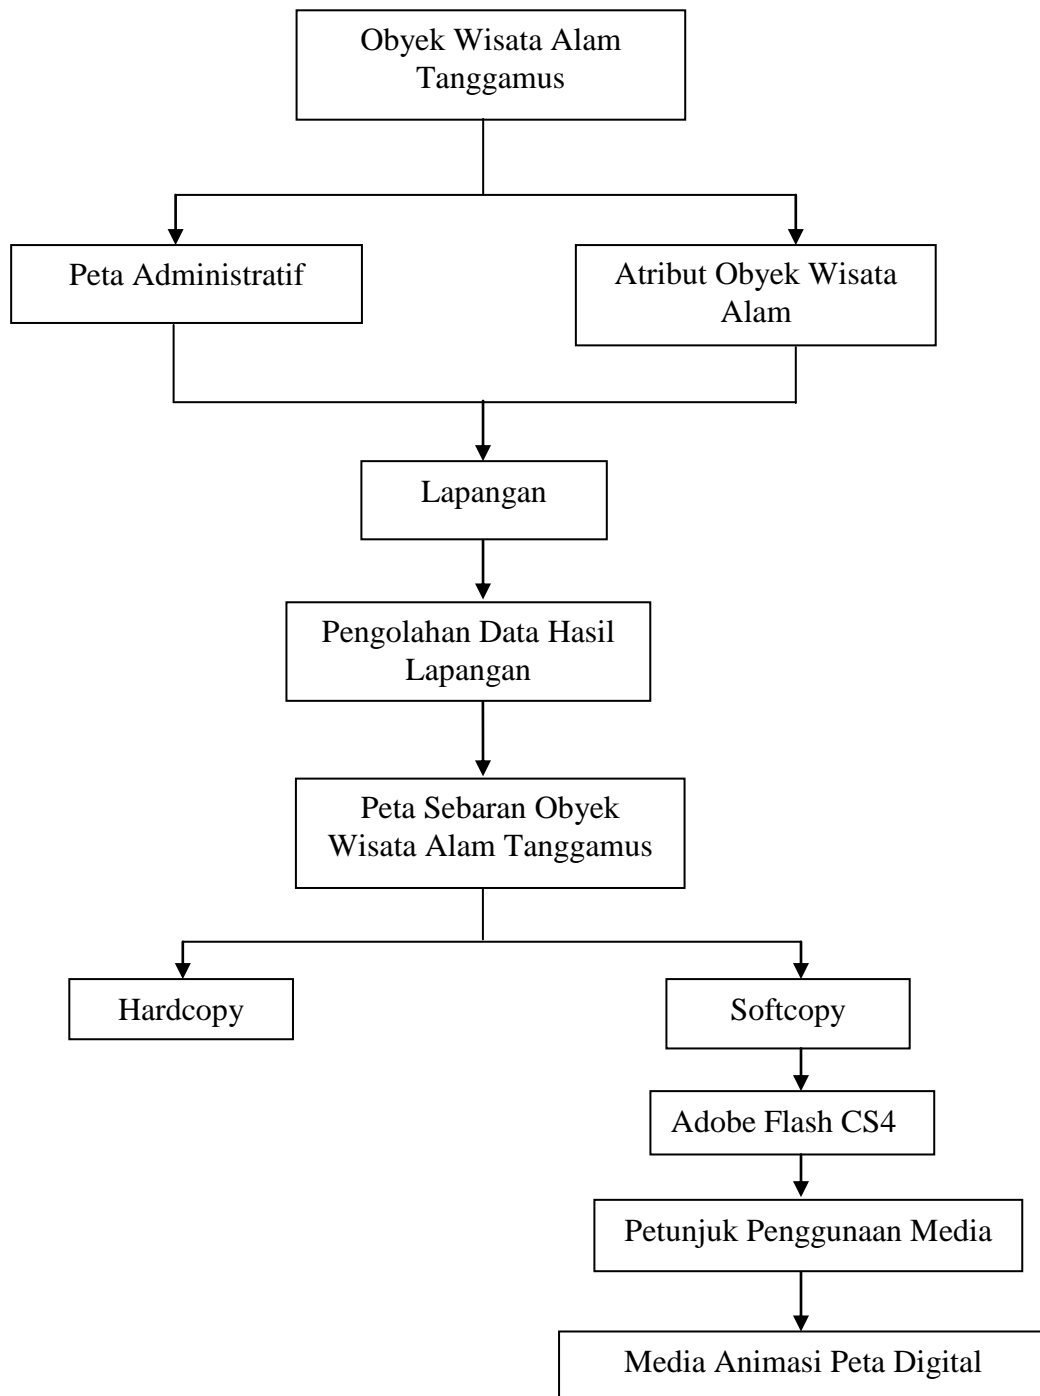 Obyek Wisata Alam
Tanggamus
Peta Administratif
Atribut Obyek Wisata
Alam
Lapangan
Pengolahan Data Hasil
Lapangan
Peta Sebaran Obyek
Wisata Alam Tanggamus
Hardcopy
Softcopy
Adobe Flash CS4
Petunjuk Penggunaan Media
Media Animasi Peta Digital